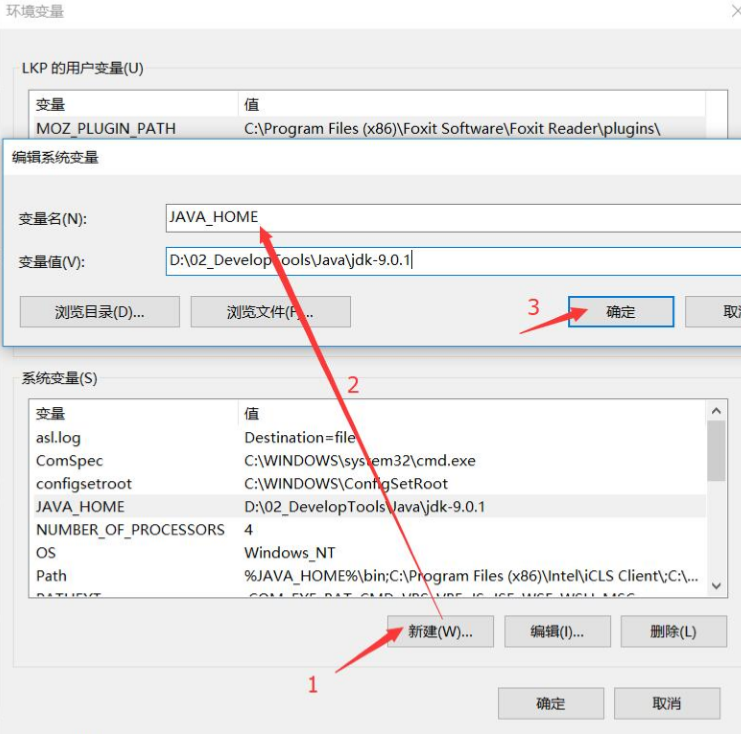 环境变量
LKP 的用户变量(U)
变量 值
MOZ_PLUGIN_PATH C:\Program Files (x86)\Foxit Software\Foxit Reader\plugins\
编辑系统变量
变量名(N): JAVA_HOME
变量值(V): D:\02_DevelopTools\Java\jdk-9.0.1
浏览目录(D)... 浏览文件(F)... 3 确定
2
系统变量(S)
变量 值
asl.log Destination=file
ComSpec C:\WINDOWS\system32\cmd.exe
configsetroot C:\WINDOWS\ConfigSetRoot
JAVA_HOME D:\02_DevelopTools\Java\jdk-9.0.1
NUMBER_OF_PROCESSORS 4
OS Windows_NT
Path %JAVA_HOME%\bin;C:\Program Files (x86)\Intel\iCLS Client\;C:\...
新建(W)... 编辑(I)... 删除(L)
1
确定 取消